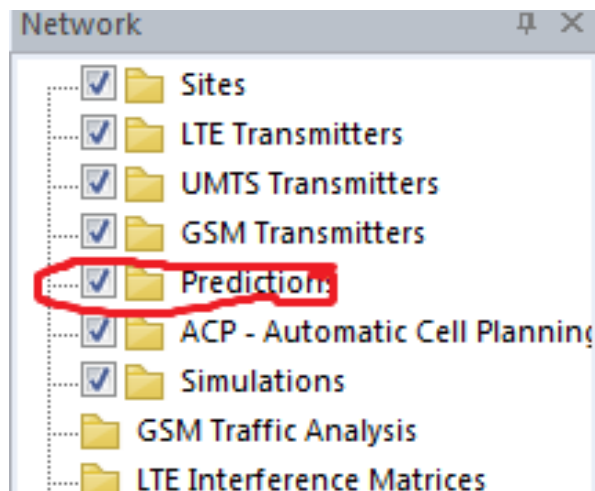 Network
Sites
LTE Transmitters
UMTS Transmitters
GSM Transmitters
Predictions
ACP - Automatic Cell Planning
Simulations
GSM Traffic Analysis
LTE Interference Matrices